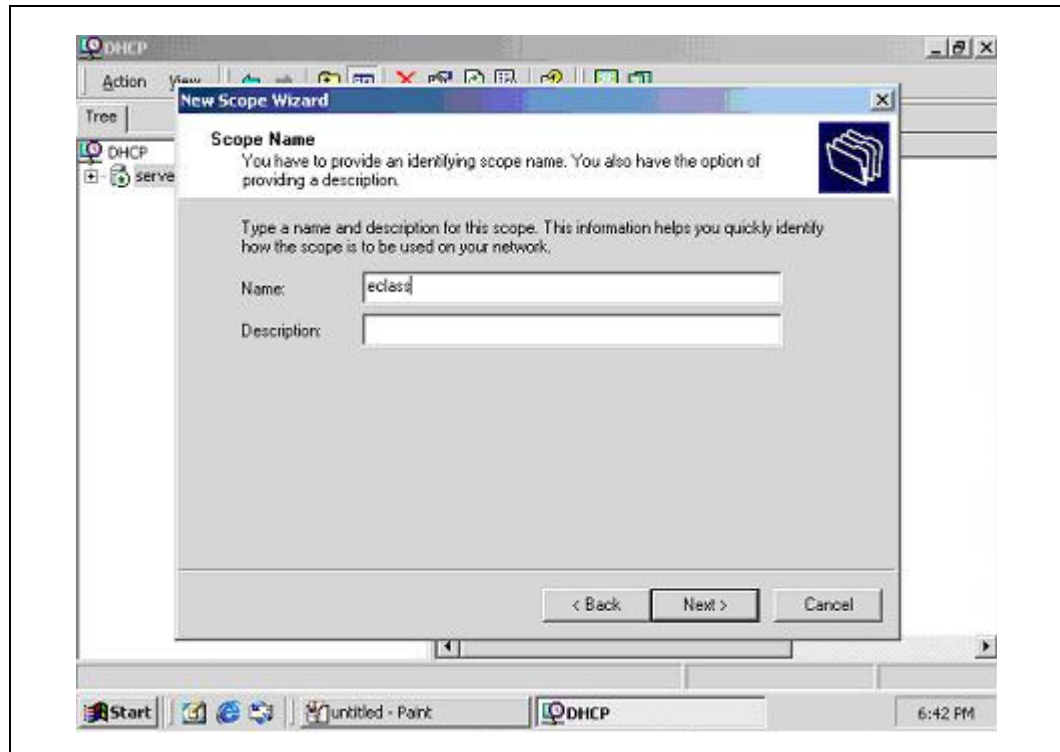 DHCP
Action View
New Scope Wizard
Tree
Scope Name
You have to provide an identifying scope name. You also have the option of
providing a description.
DHCP
serve
Type a name and description for this scope. This information helps you quickly identify
how the scope is to be used on your network.
Name: eclass
Description:
< Back Next > Cancel
Start untitled - Paint DHCP 6:42 PM